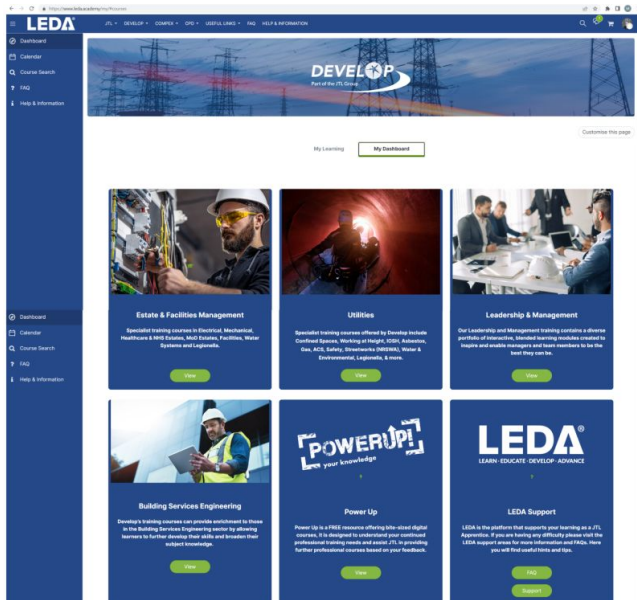 https://www.leda.academy/my/#courses
LEDA
JTL DEVELOP COMPEX CPD USEFUL LINKS FAQ HELP & INFORMATION
Dashboard
Calendar
Course Search
FAQ
Help & Information
DEVELOP
Part of the JTL Group
Customise this page
My Learning
My Dashboard
Estate & Facilities Management
Specialist training courses in Electrical, Mechanical,
Healthcare & NHS Estates, MoD Estates, Facilities, Water
Systems and Legionella.
View
Utilities
Specialist training courses offered by Develop include
Confined Spaces, Working at Height, IOSH, Asbestos,
Gas, ACS, Safety, Streetworks (NRSWA), Water &
Environmental, Legionella, & more.
View
Leadership & Management
Our Leadership and Management training contains a diverse
portfolio of interactive, blended learning modules created to
inspire and enable managers and team members to be the
best they can be.
View
Dashboard
Calendar
Course Search
FAQ
Help & Information
Building Services Engineering
Develop's training courses can provide enrichment to those
in the Building Services Engineering sector by allowing
learners to further develop their skills and broaden their
subject knowledge.
View
POWERUP!
your knowledge
Power Up
Power Up is a FREE resource offering bite-sized digital
courses, it is designed to understand your continued
professional training needs and assist JTL in providing
further professional courses based on your feedback.
View
LEDA
LEARN · EDUCATE · DEVELOP · ADVANCE
LEDA Support
LEDA is the platform that supports your learning as a JTL
Apprentice. If you are having any difficulty please visit the
LEDA support areas for more information and FAQs. Here
you will find useful hints and tips.
FAQ
Support